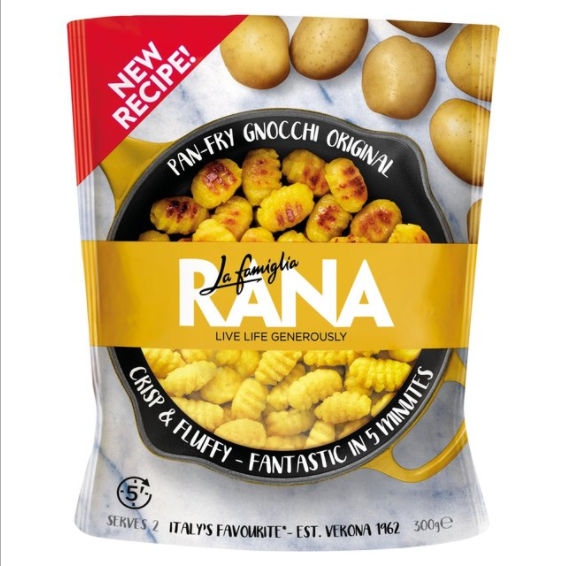 NEW
RECIPE!
PAN-FRY GNOCCHI ORIGINAL
La famiglia
RANA
LIVE LIFE GENEROUSLY
CRISP & FLUFFY - FANTASTIC IN 5 MINUTES
5'
SERVES 2 ITALY'S FAVOURITE* - EST. VERONA 1962 300g℮